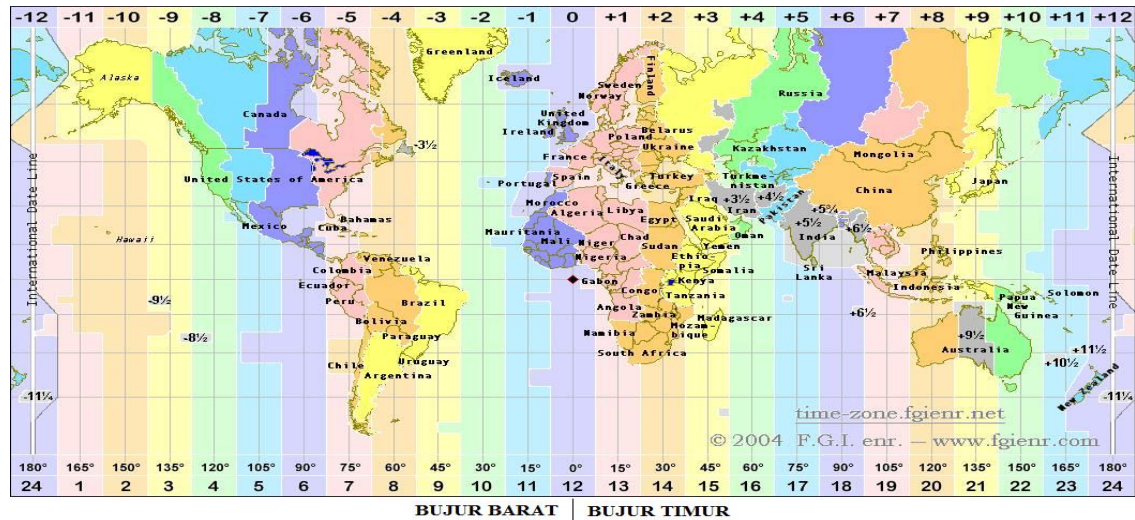 -12 -11 -10 -9 -8 -7 -6 -5 -4 -3 -2 -1 0 +1 +2 +3 +4 +5 +6 +7 +8 +9 +10 +11 +12
Greenland
Alaska
Iceland
Finland
Sweden
Norway
Russia
Canada
United
Kingdom
Ireland
-3½
Belarus
Poland
Ukraine
Kazakhstan
Mongolia
France
Italy
United States of America
Spain
Portugal
Greece
Turkey
Turkme-
nistan
China
Japan
International Date Line
International Date Line
Morocco
Algeria
Libya
Egypt
Iraq
+3½
+4½
Iran
Pakistan
Saudi
Arabia
+5¾
+5½
+6½
India
Bahamas
Mexico
Cuba
Hawaii
Mauritania
Mali
Niger
Chad
Sudan
Oman
Yemen
Nigeria
Ethio-
pia
Somalia
Philippines
Venezuela
Colombia
Sri
Lanka
Malaysia
Ecuador
Gabon
Congo
Kenya
Indonesia
Papua
New
Guinea
Solomon
Peru
Brazil
-9½
Tanzania
Angola
Zambia
Madagascar
+6½
Bolivia
Mozam-
bique
Namibia
-8½
Paraguay
+9½
Australia
+11½
+10½
Chile
Uruguay
South Africa
Argentina
New Zealand
-11¼
-11¼
time-zone.fgienr.net
© 2004 F.G.I. enr. – www.fgienr.com
180° 165° 150° 135° 120° 105° 90° 75° 60° 45° 30° 15° 0° 15° 30° 45° 60° 75° 90° 105° 120° 135° 150° 165° 180°
24 1 2 3 4 5 6 7 8 9 10 11 12 13 14 15 16 17 18 19 20 21 22 23 24
BUJUR BARAT | BUJUR TIMUR